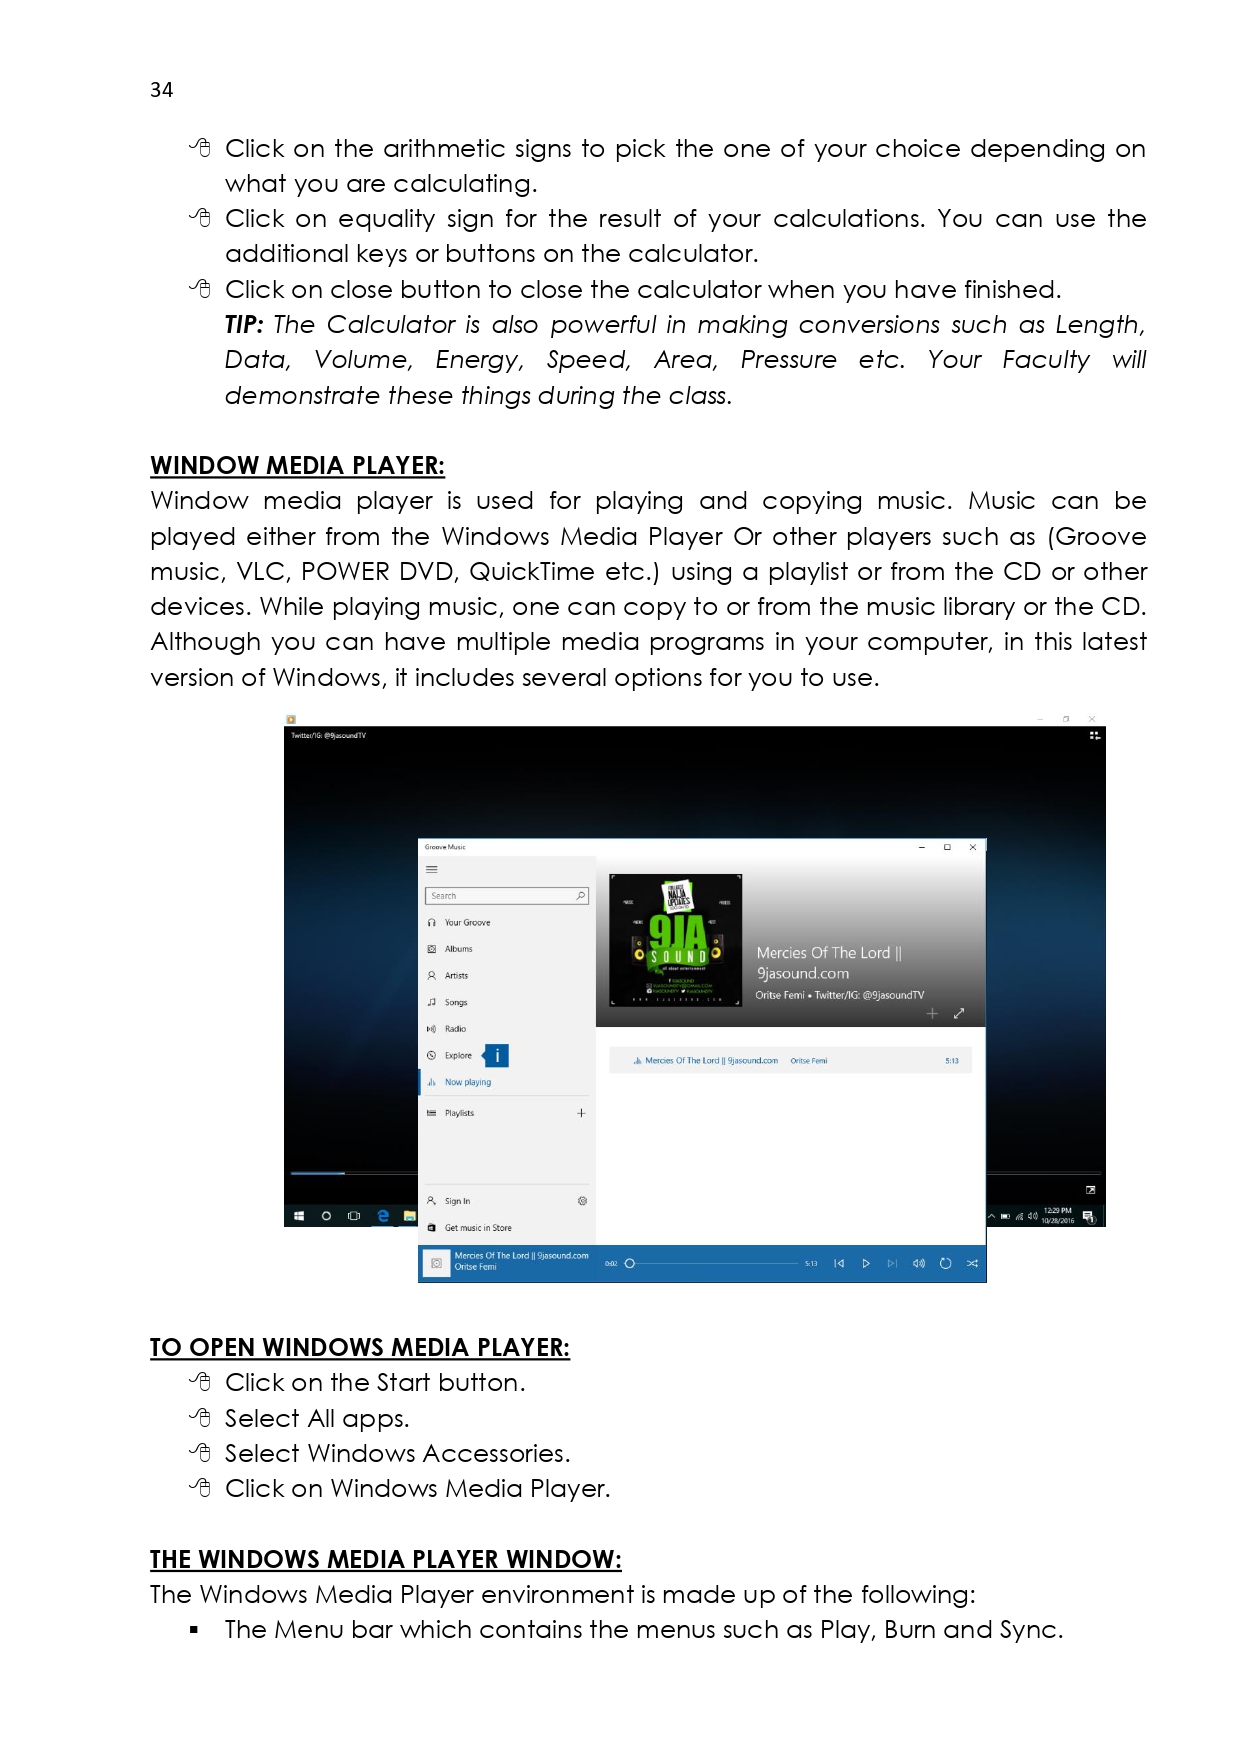 34
Click on the arithmetic signs to pick the one of your choice depending on
what you are calculating.
Click on equality sign for the result of your calculations. You can use the
additional keys or buttons on the calculator.
Click on close button to close the calculator when you have finished.
TIP: The Calculator is also powerful in making conversions such as Length,
Data, Volume, Energy, Speed, Area, Pressure etc. Your Faculty will
demonstrate these things during the class.
WINDOW MEDIA PLAYER:
Window media player is used for playing and copying music. Music can be
played either from the Windows Media Player Or other players such as (Groove
music, VLC, POWER DVD, QuickTime etc.) using a playlist or from the CD or other
devices. While playing music, one can copy to or from the music library or the CD.
Although you can have multiple media programs in your computer, in this latest
version of Windows, it includes several options for you to use.
Twitter/IG: @9jasoundTV
Groove Music
Search
Your Groove
Albums
Artists
Songs
Radio
Explore
i
Now playing
Playlists
Sign In
Get music in Store
NAIJA
UPDATES
9JA
SOUND
all about entertainment
Mercies Of The Lord ||
9jasound.com
Oritse Femi • Twitter/IG: @9jasoundTV
Mercies Of The Lord || 9jasound.com Oritse Femi 5:13
Mercies Of The Lord || 9jasound.com
Oritse Femi
0:02 5:13
12:29 PM
10/28/2016
1
TO OPEN WINDOWS MEDIA PLAYER:
Click on the Start button.
Select All apps.
Select Windows Accessories.
Click on Windows Media Player.
THE WINDOWS MEDIA PLAYER WINDOW:
The Windows Media Player environment is made up of the following:
The Menu bar which contains the menus such as Play, Burn and Sync.